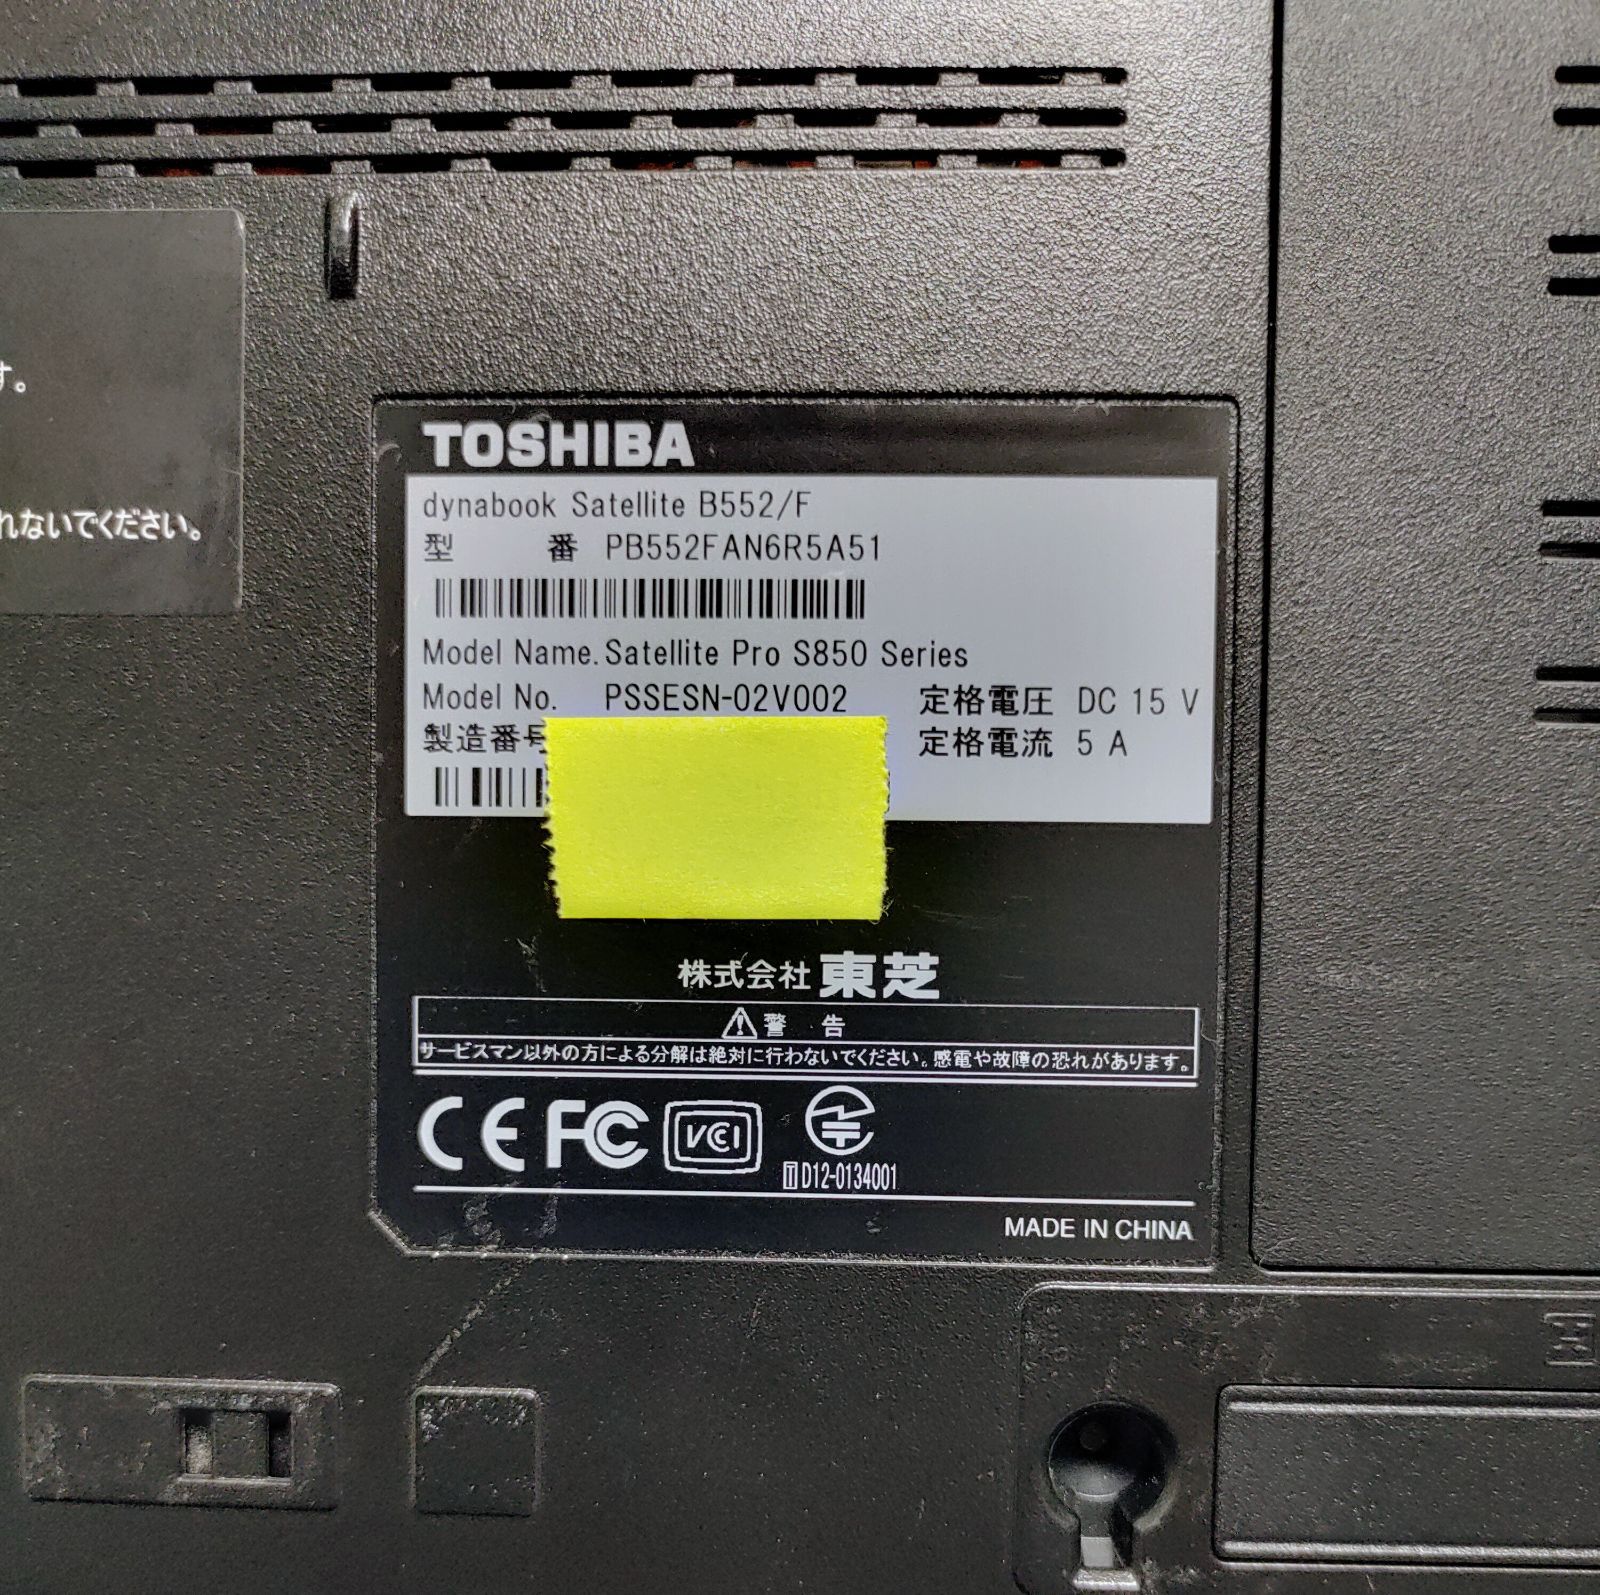 す。
れないでください。
TOSHIBA
dynabook Satellite B552/F
型 番 PB552FAN6R5A51
Model Name. Satellite Pro S850 Series
Model No. PSSESN-02V002 定格電圧 DC 15 V
製造番号 定格電流 5 A
株式会社 東芝
警 告
サービスマン以外の方による分解は絶対に行わないでください。感電や故障の恐れがあります。
CE FC VCI
T D12-0134001
MADE IN CHINA